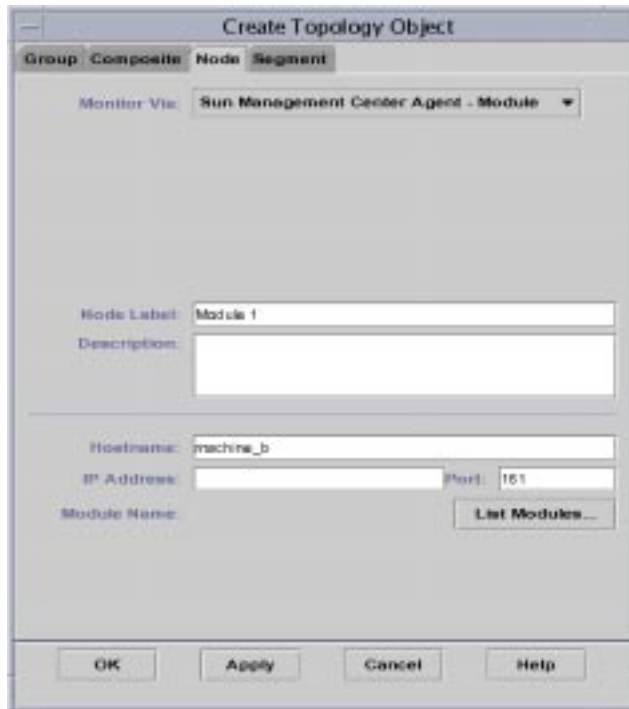 Create Topology Object
Group Composite Node Segment
Monitor Via: Sun Management Center Agent - Module
Node Label: Module 1
Description:
Hostname: machine_b
IP Address: Port: 161
Module Name: List Modules...
OK Apply Cancel Help